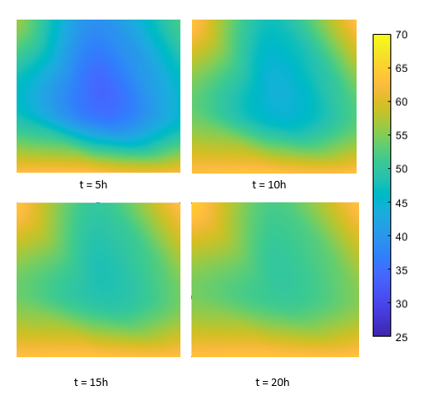 70
65
60
55
50
45
40
35
30
25
t = 5h
t = 10h
t = 15h
t = 20h